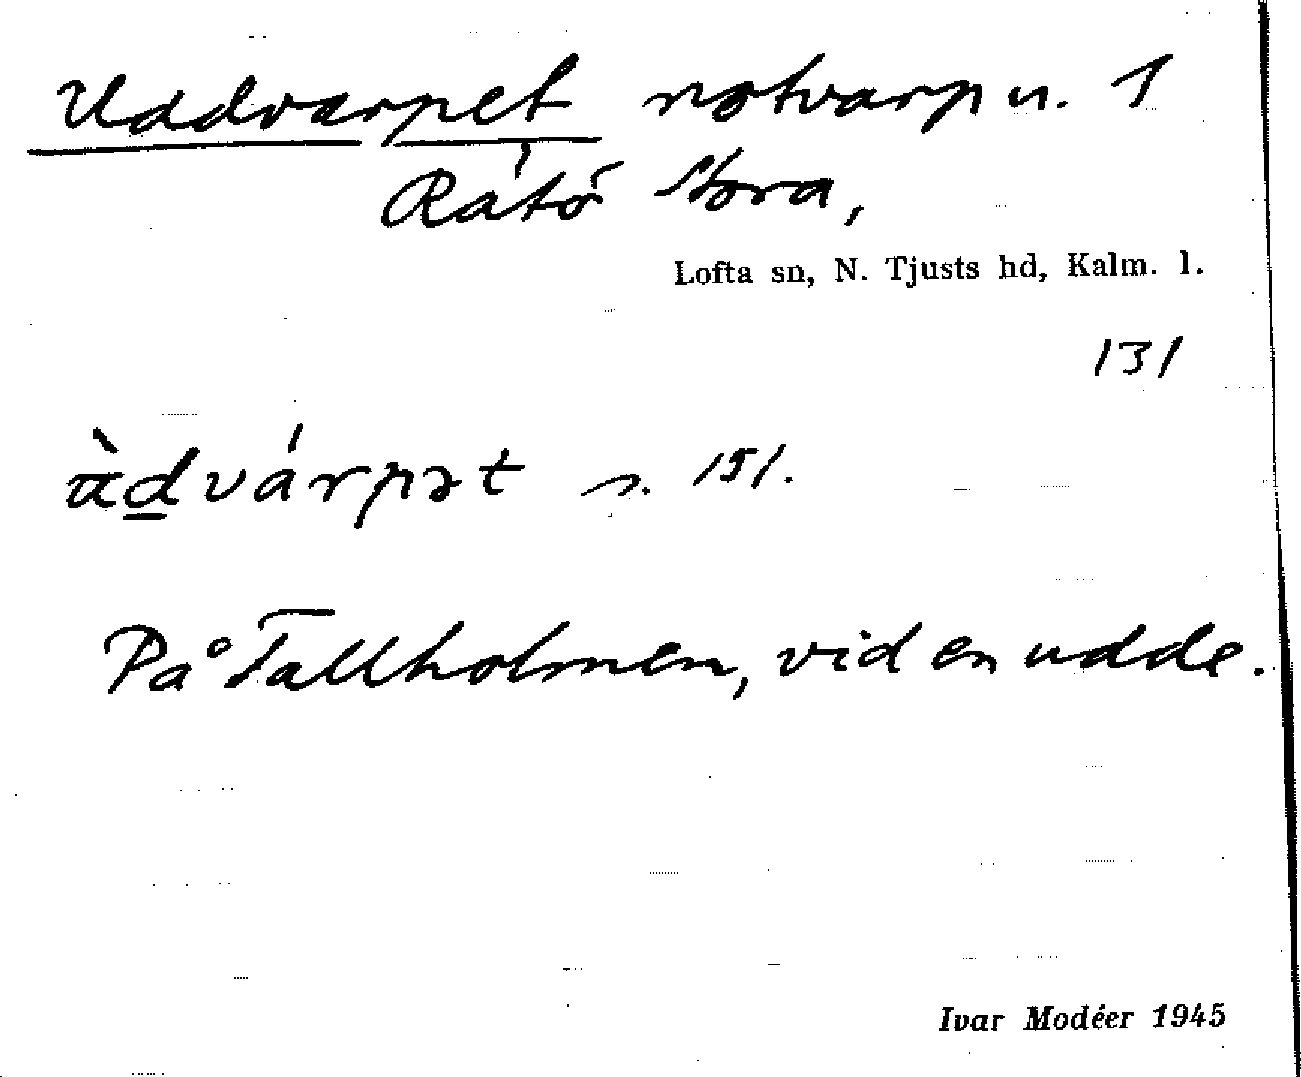 Uddvarpet notvarp n. 1
Råtö Stora,
Lofta sn, N. Tjusts hd, Kalm. l.
131
àdvárpət s. 151.
På Tallholmen, vid en udde.
Ivar Modéer 1945